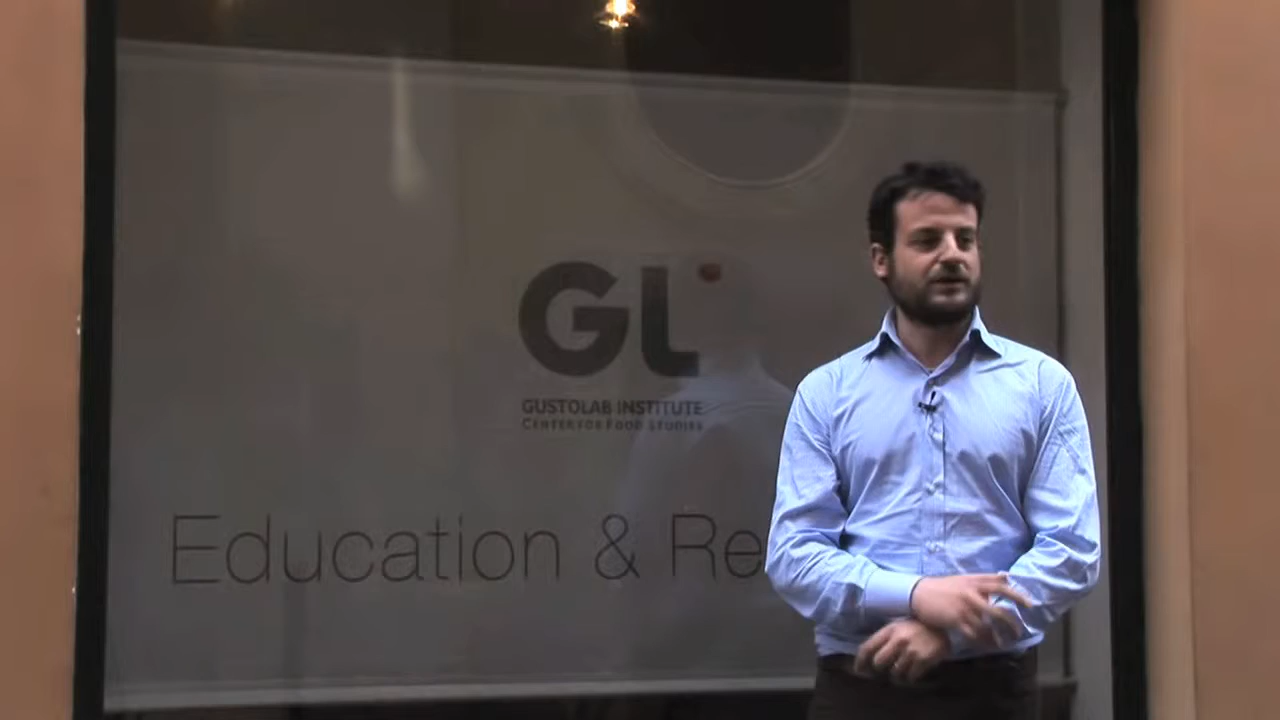 GL
GUSTOLAB INSTITUTE
CENTER FOR FOOD STUDIES
Education & Re